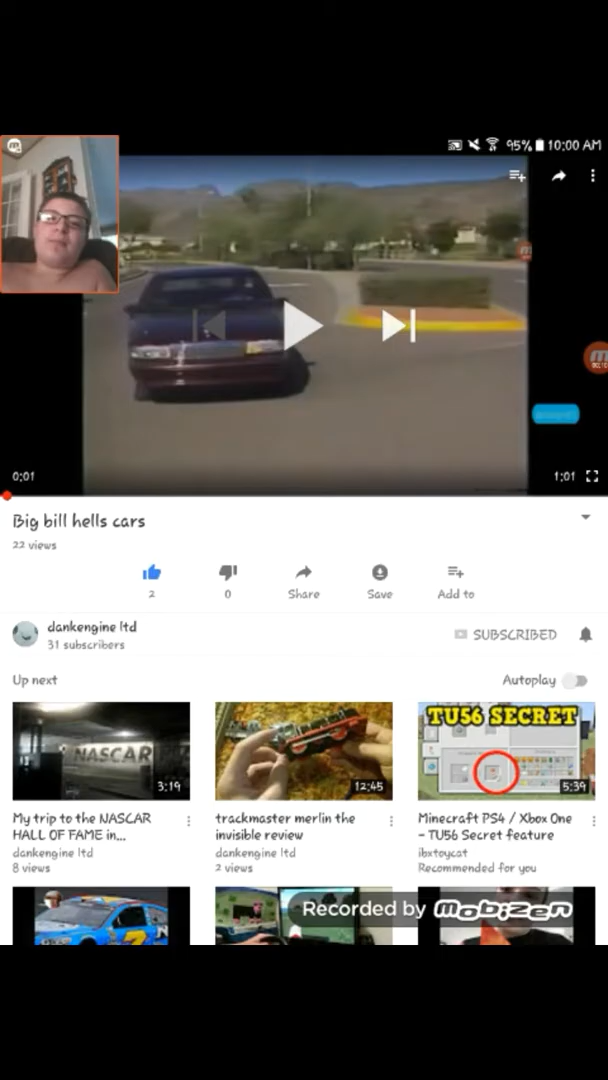 95% 10:00 AM
0:01
1:01
Big bill hells cars
22 views
2
0
Share
Save
Add to
dankengine ltd
31 subscribers
SUBSCRIBED
Up next
Autoplay
NASCAR
3:19
12:45
TU56 SECRET
5:39
My trip to the NASCAR
HALL OF FAME in...
dankengine ltd
8 views
trackmaster merlin the
invisible review
dankengine ltd
2 views
Minecraft PS4 / Xbox One
- TU56 Secret feature
ibxtoycat
Recommended for you
7
Recorded by mobizen